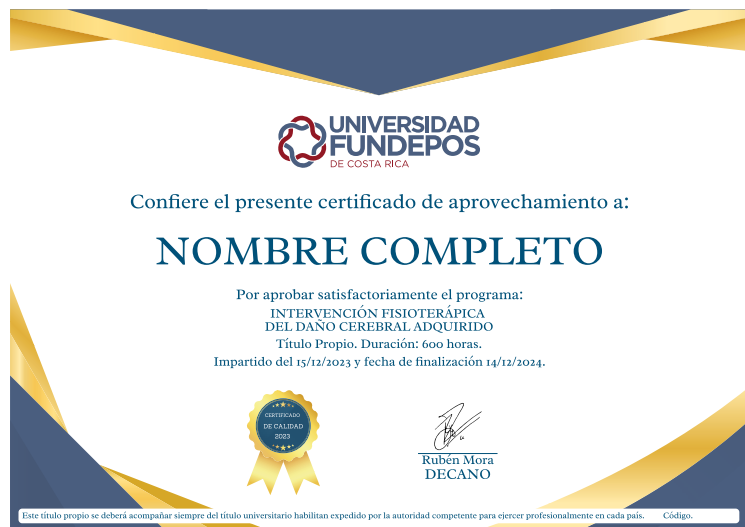 UNIVERSIDAD
FUNDEPOS
DE COSTA RICA
Confiere el presente certificado de aprovechamiento a:
NOMBRE COMPLETO
Por aprobar satisfactoriamente el programa:
INTERVENCIÓN FISIOTERÁPICA
DEL DAÑO CEREBRAL ADQUIRIDO
Título Propio. Duración: 600 horas.
Impartido del 15/12/2023 y fecha de finalización 14/12/2024.
CERTIFICADO
DE CALIDAD
2023
Rubén Mora
DECANO
Este título propio se deberá acompañar siempre del título universitario habilitan expedido por la autoridad competente para ejercer profesionalmente en cada país. Código.